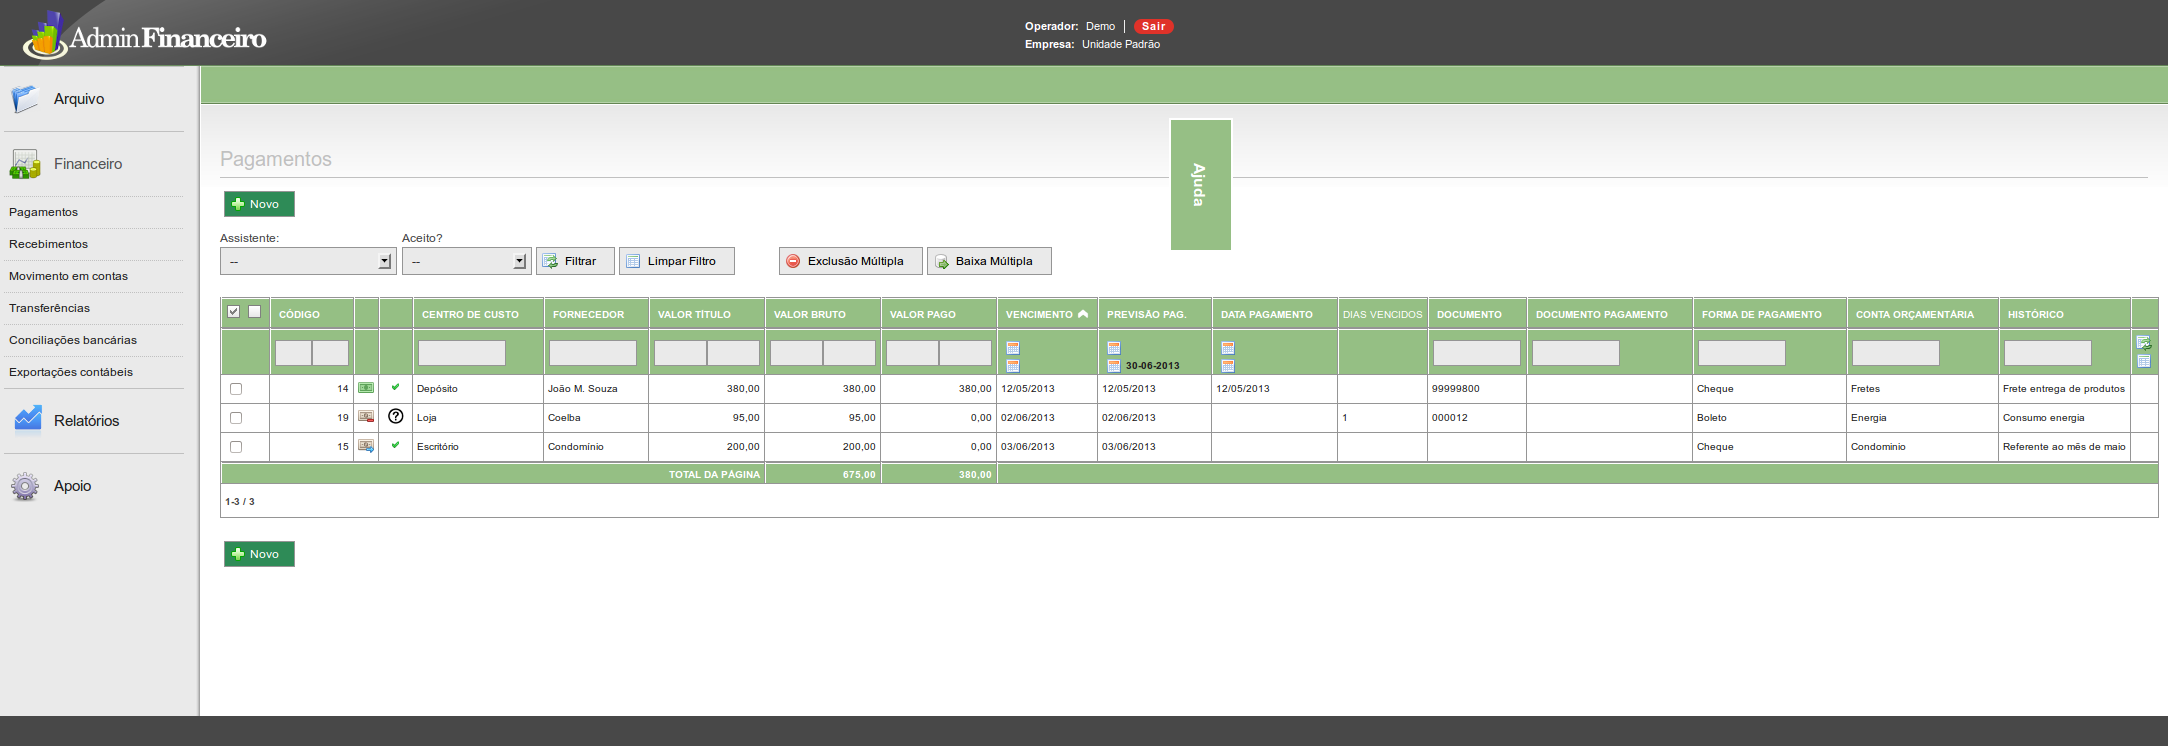 Admin Financeiro
Operador: Demo | Sair
Empresa: Unidade Padrão
Arquivo
Financeiro
Pagamentos
Recebimentos
Movimento em contas
Transferências
Conciliações bancárias
Exportações contábeis
Relatórios
Apoio
Pagamentos
Ajuda
Novo
Assistente: Aceito?
-- -- Filtrar Limpar Filtro Exclusão Múltipla Baixa Múltipla
CÓDIGO CENTRO DE CUSTO FORNECEDOR VALOR TÍTULO VALOR BRUTO VALOR PAGO VENCIMENTO PREVISÃO PAG. DATA PAGAMENTO DIAS VENCIDOS DOCUMENTO DOCUMENTO PAGAMENTO FORMA DE PAGAMENTO CONTA ORÇAMENTÁRIA HISTÓRICO
30-06-2013
14 Depósito João M. Souza 380,00 380,00 380,00 12/05/2013 12/05/2013 12/05/2013 99999800 Cheque Fretes Frete entrega de produtos
19 ? Loja Coelba 95,00 95,00 0,00 02/06/2013 02/06/2013 1 000012 Boleto Energia Consumo energia
15 Escritório Condomínio 200,00 200,00 0,00 03/06/2013 03/06/2013 Cheque Condominio Referente ao mês de maio
TOTAL DA PÁGINA 675,00 380,00
1-3 / 3
Novo